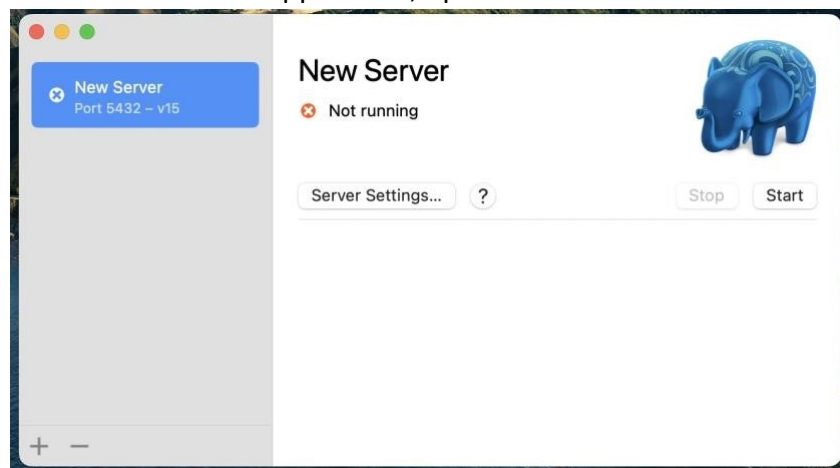 New Server
Port 5432 – v15
New Server
Not running
Server Settings...
?
Stop
Start